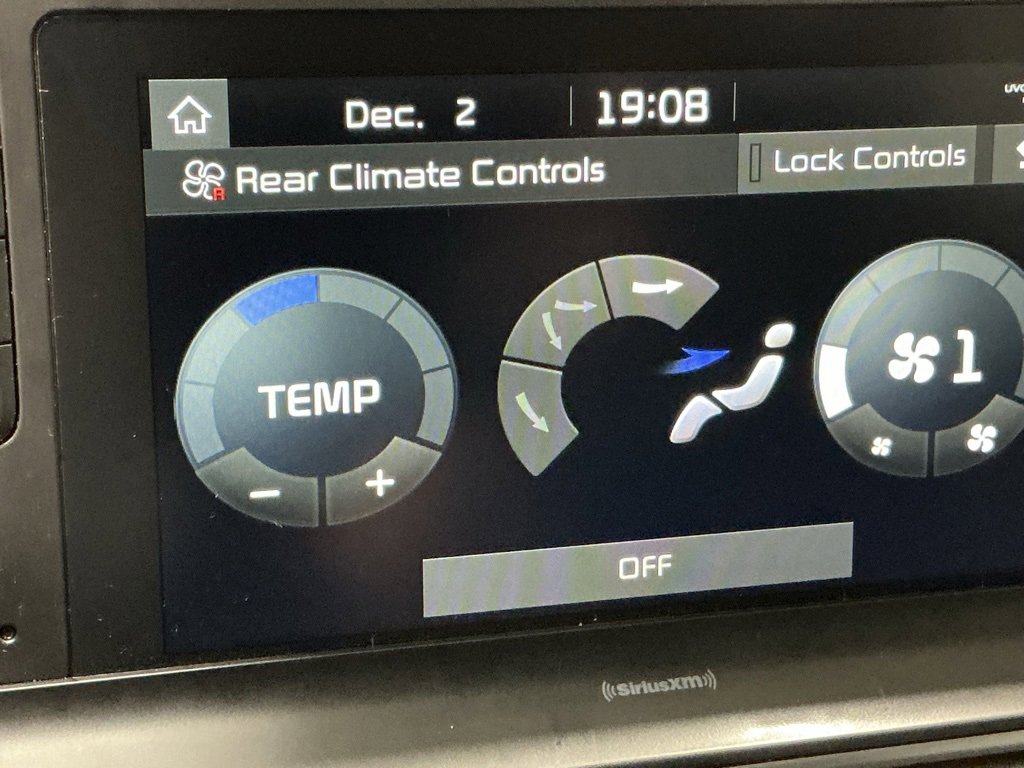 Dec. 2 19:08
Rear Climate Controls
Lock Controls
TEMP
1
− +
OFF
SiriusXM